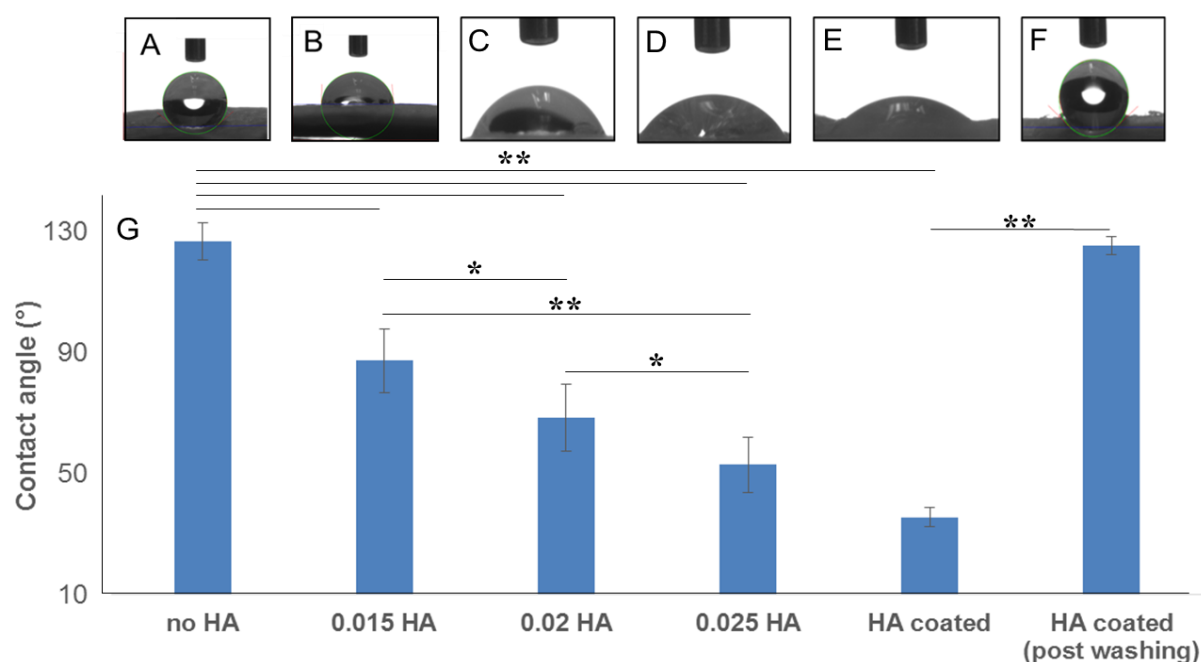 A B C D E F
**
G
130
**
*
**
90
*
50
10
Contact angle (°)
no HA 0.015 HA 0.02 HA 0.025 HA HA coated HA coated
(post washing)